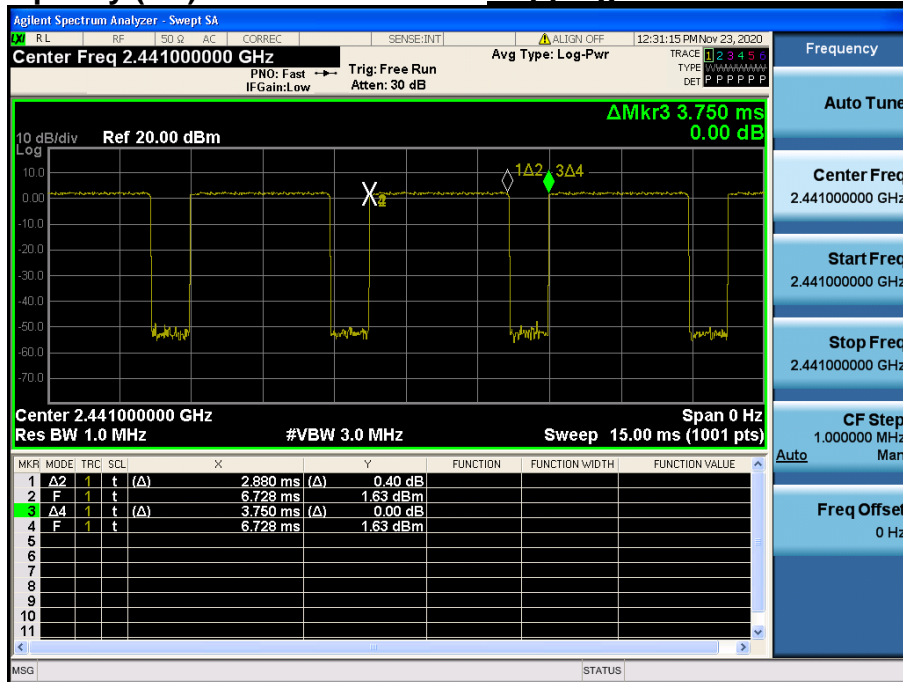 Agilent Spectrum Analyzer - Swept SA
LXI RL RF 50 Ω AC CORREC SENSE:INT ALIGN OFF 12:31:15 PM Nov 23, 2020
Center Freq 2.441000000 GHz
PNO: Fast
IFGain:Low
Trig: Free Run
Atten: 30 dB
Avg Type: Log-Pwr
TRACE 1 2 3 4 5 6
TYPE WWWWWW
DET P P P P P P
ΔMkr3 3.750 ms
0.00 dB
10 dB/div Ref 20.00 dBm
Log
10.0
0.00
-10.0
-20.0
-30.0
-40.0
-50.0
-60.0
-70.0
X
1Δ2 3Δ4
Center 2.441000000 GHz Span 0 Hz
Res BW 1.0 MHz #VBW 3.0 MHz Sweep 15.00 ms (1001 pts)
MKR MODE TRC SCL X Y FUNCTION FUNCTION WIDTH FUNCTION VALUE
1 Δ2 1 t (Δ) 2.880 ms (Δ) 0.40 dB
2 F 1 t 6.728 ms 1.63 dBm
3 Δ4 1 t (Δ) 3.750 ms (Δ) 0.00 dB
4 F 1 t 6.728 ms 1.63 dBm
5
6
7
8
9
10
11
MSG STATUS
Frequency
Auto Tune
Center Freq
2.441000000 GHz
Start Freq
2.441000000 GHz
Stop Freq
2.441000000 GHz
CF Step
1.000000 MHz
Auto Man
Freq Offset
0 Hz